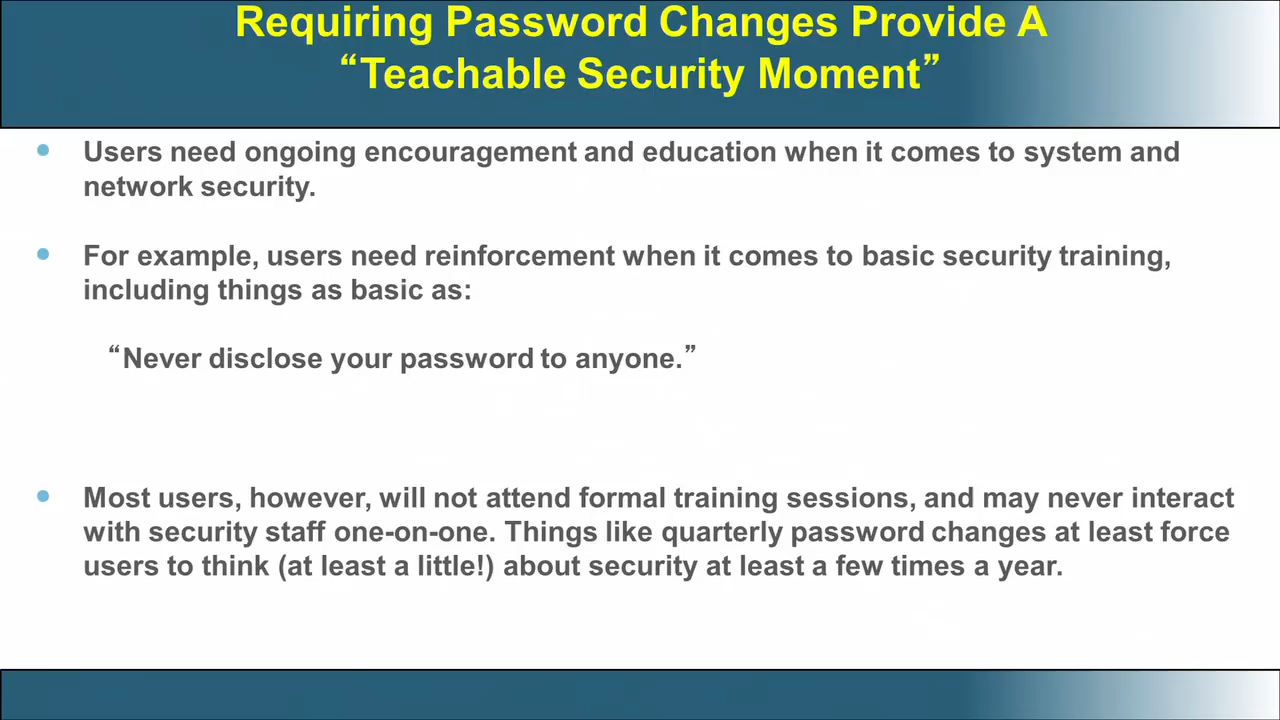 Requiring Password Changes Provide A
“Teachable Security Moment”
Users need ongoing encouragement and education when it comes to system and
network security.
For example, users need reinforcement when it comes to basic security training,
including things as basic as:
“Never disclose your password to anyone.”
Most users, however, will not attend formal training sessions, and may never interact
with security staff one-on-one. Things like quarterly password changes at least force
users to think (at least a little!) about security at least a few times a year.